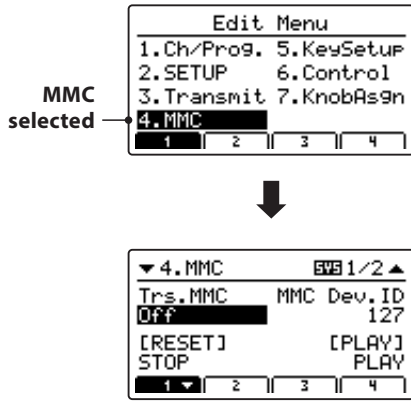 Edit Menu
1.Ch/Prog. 5.KeySetup
2.SETUP 6.Control
3.Transmit 7.KnobAsgn
4.MMC
1 2 3 4
MMC
selected
▼4.MMC SYS 1/2▲
Trs.MMC MMC Dev.ID
Off 127
[RESET] [PLAY]
STOP PLAY
1▼ 2 3 4